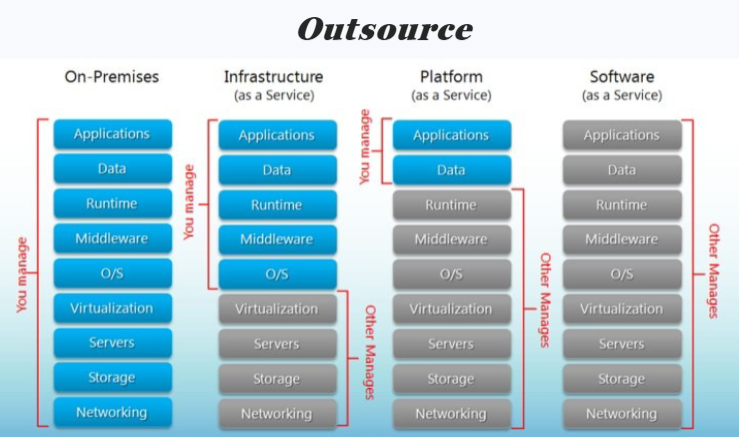 Outsource
On-Premises
You manage
Applications
Data
Runtime
Middleware
O/S
Virtualization
Servers
Storage
Networking
Infrastructure
(as a Service)
You manage
Applications
Data
Runtime
Middleware
O/S
Virtualization
Servers
Storage
Networking
Other Manages
Platform
(as a Service)
You manage
Applications
Data
Runtime
Middleware
O/S
Virtualization
Servers
Storage
Networking
Other Manages
Software
(as a Service)
Applications
Data
Runtime
Middleware
O/S
Virtualization
Servers
Storage
Networking
Other Manages